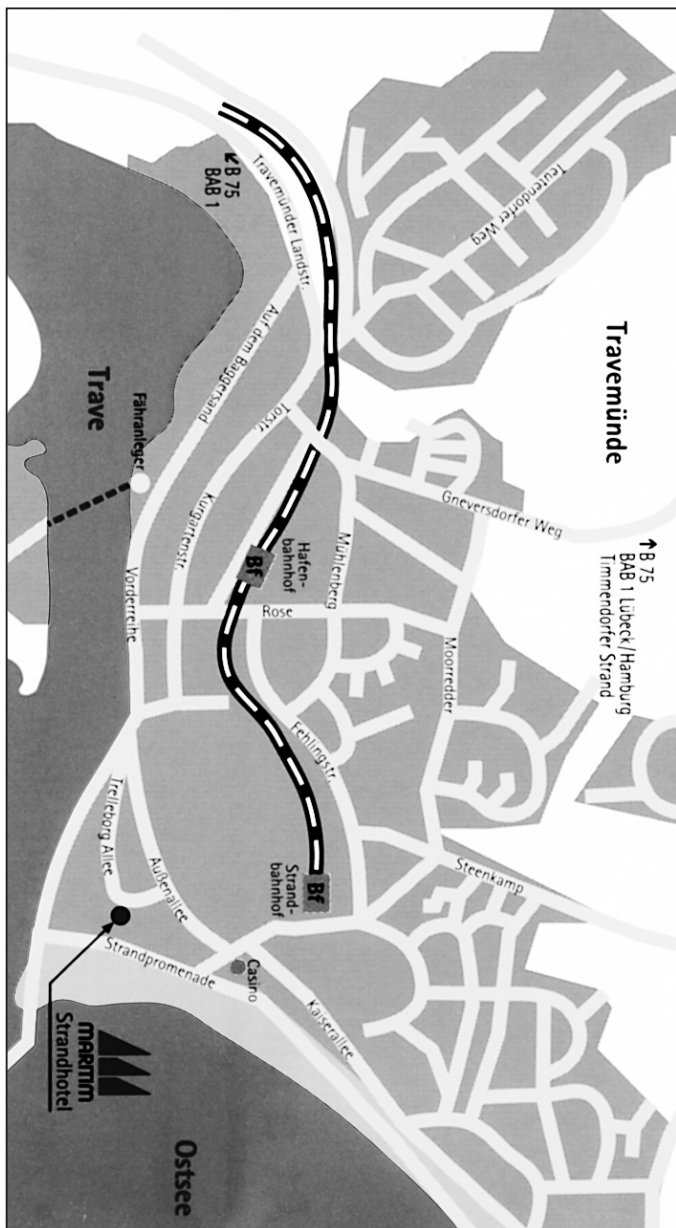 Travemünde
↑ B 75
BAB 1 Lübeck/Hamburg
Timmendorfer Strand
Teutendorfer Weg
Gneversdorfer Weg
Moorredder
Steenkamp
↙ B 75
BAB 1
Travemünder Landstr.
Auf dem Baggersand
Torstr.
Kurgartenstr.
Mühlenberg
Hafen-
bahnhof
Bf
Rose
Fehlingstr.
Strand-
bahnhof
Bf
Trave
Fähranleger
Vorderreihe
Trelleborg Allee
Außenallee
Strandpromenade
Casino
Kaiserallee
MARITIM
Strandhotel
Ostsee